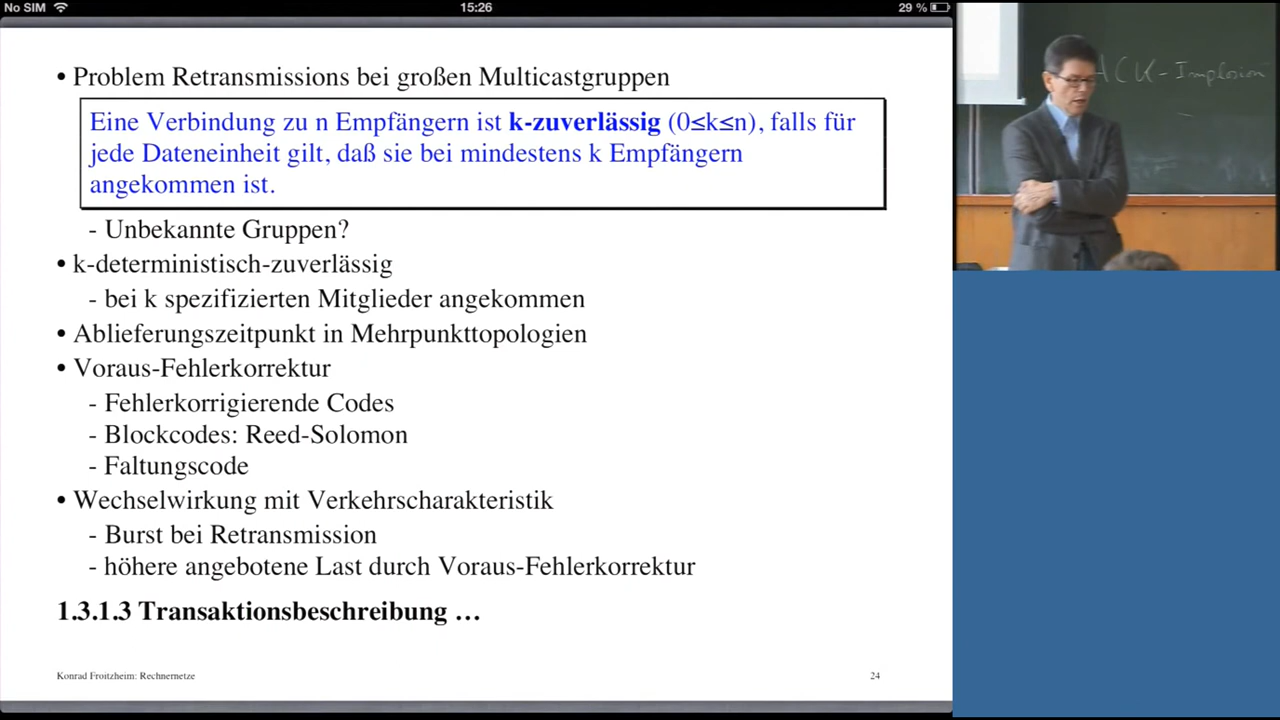 No SIM 15:26 29 %
• Problem Retransmissions bei großen Multicastgruppen
Eine Verbindung zu n Empfängern ist k-zuverlässig (0≤k≤n), falls für
jede Dateneinheit gilt, daß sie bei mindestens k Empfängern
angekommen ist.
- Unbekannte Gruppen?
• k-deterministisch-zuverlässig
- bei k spezifizierten Mitglieder angekommen
• Ablieferungszeitpunkt in Mehrpunkttopologien
• Voraus-Fehlerkorrektur
- Fehlerkorrigierende Codes
- Blockcodes: Reed-Solomon
- Faltungscode
• Wechselwirkung mit Verkehrscharakteristik
- Burst bei Retransmission
- höhere angebotene Last durch Voraus-Fehlerkorrektur
1.3.1.3 Transaktionsbeschreibung …
Konrad Froitzheim: Rechnernetze 24
ACK-Implosion